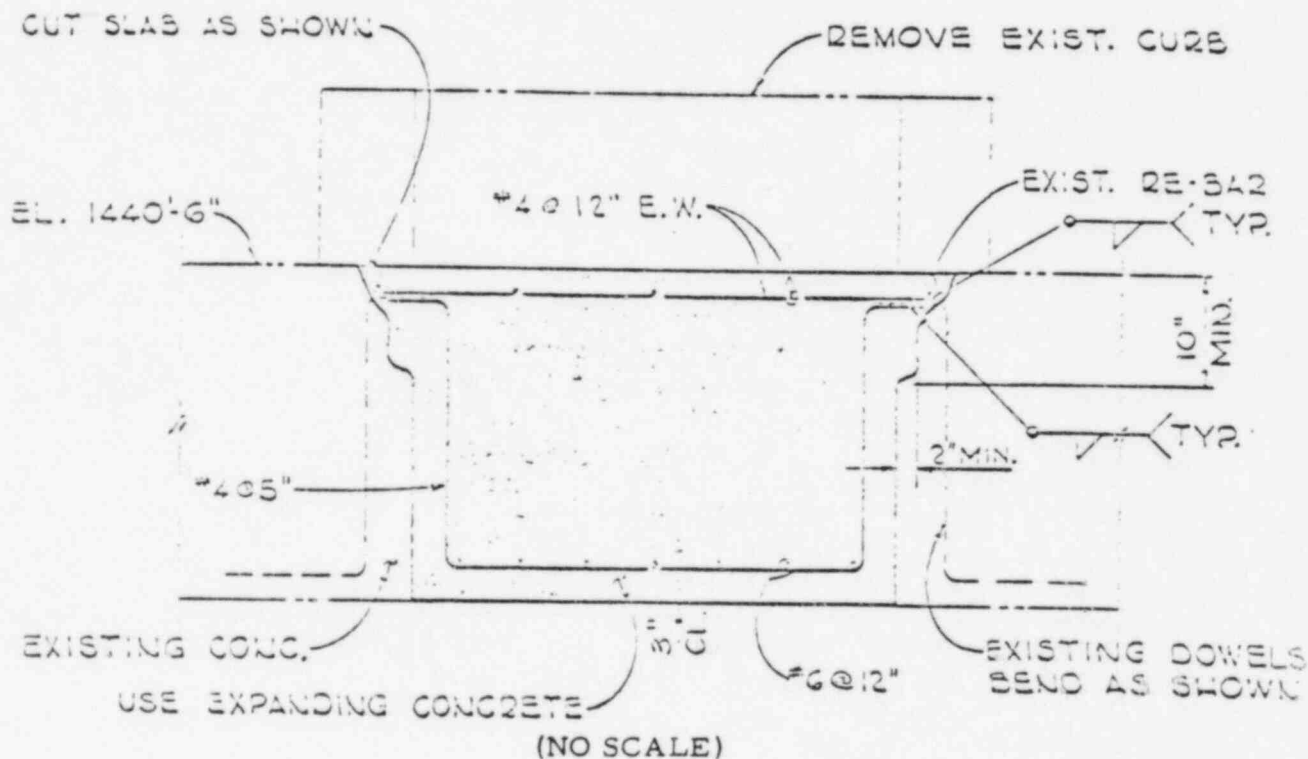 CUT SLAB AS SHOWN
REMOVE EXIST. CURB
EXIST. RE-BAR
#4@12" E.W.
EL. 1440'-6"
TYP.
10"
MIN.
TYP.
2" MIN.
#4@5"
EXISTING CONC.
#6@12"
EXISTING DOWELS
BEND AS SHOWN
USE EXPANDING CONCRETE
(NO SCALE)